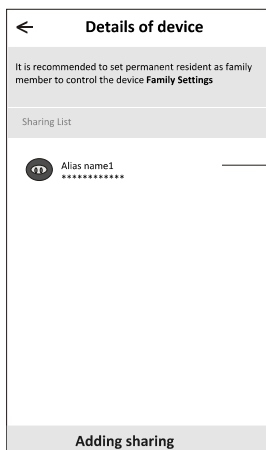 Details of device
It is recommended to set permanent resident as family
member to control the device Family Settings
Sharing List
Alias name1
************
Adding sharing